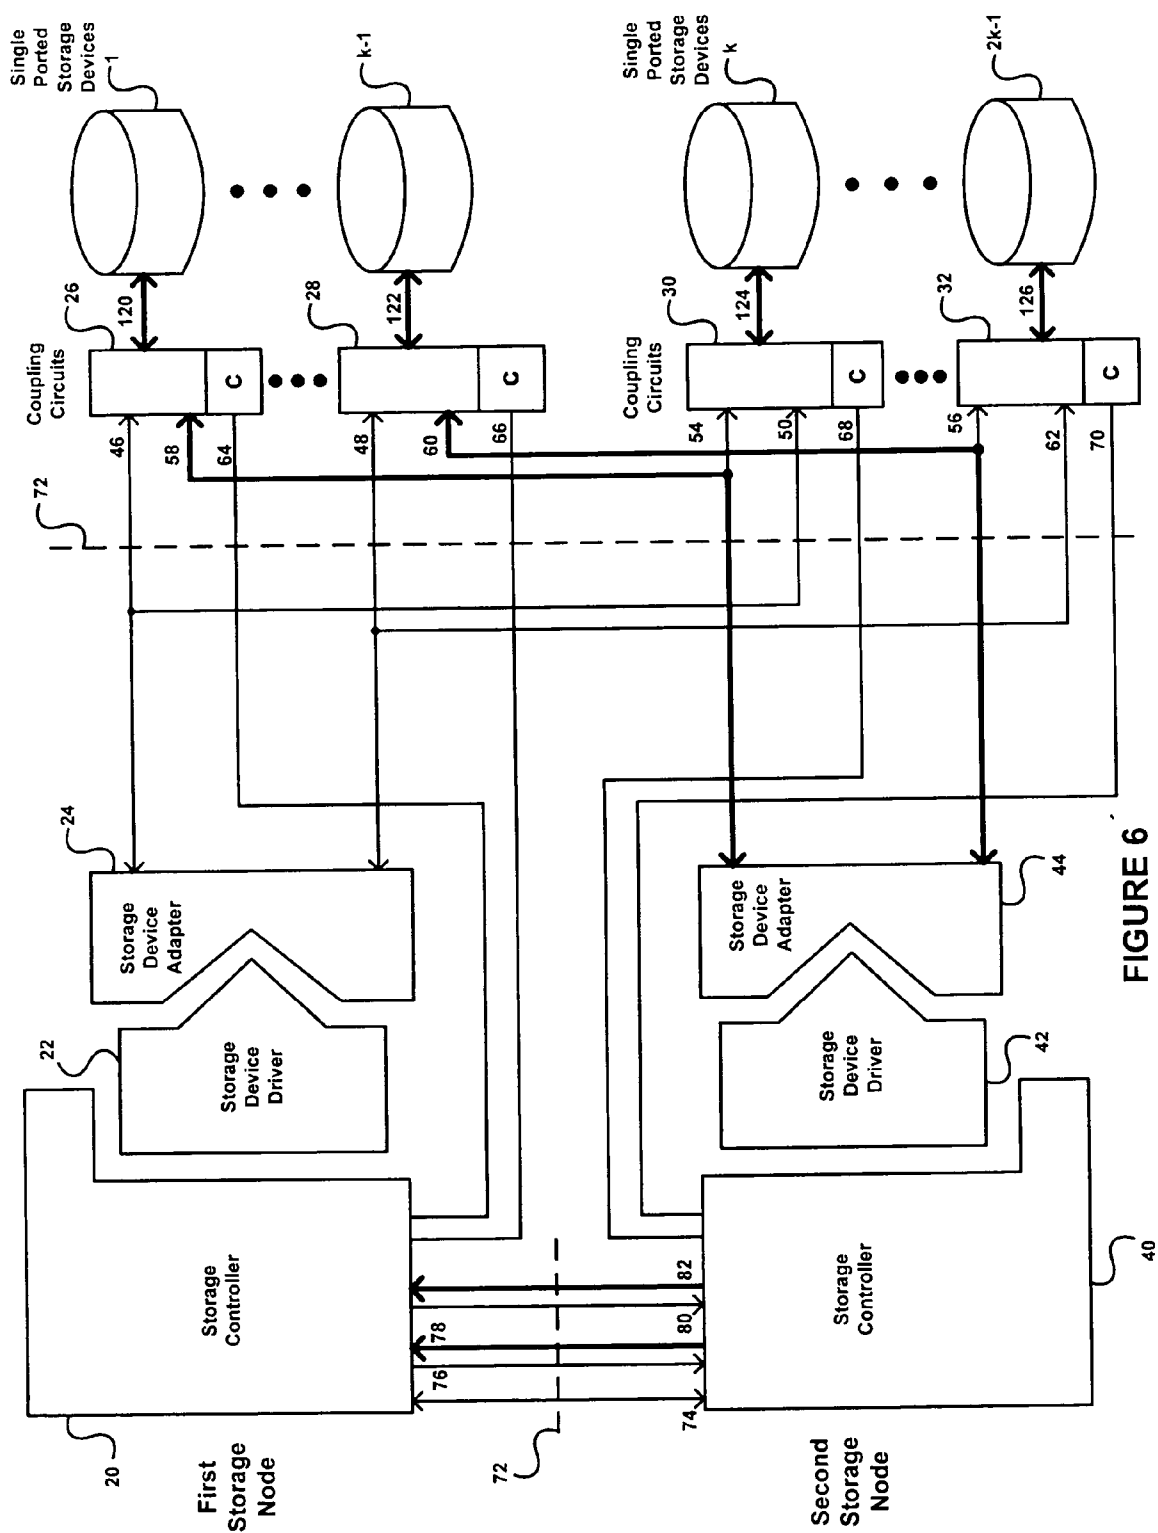 First
Storage
Node
20
Storage
Controller
22
Storage
Device
Driver
24
Storage
Device
Adapter
72
46
58
64
48
60
66
Coupling
Circuits
26
28
C
C
120
122
Single
Ported
Storage
Devices
1
k-1
72
74
76
78
80
82
Second
Storage
Node
40
Storage
Controller
42
Storage
Device
Driver
44
Storage
Device
Adapter
54
50
68
56
62
70
Coupling
Circuits
30
32
C
C
124
126
Single
Ported
Storage
Devices
k
2k-1
FIGURE 6